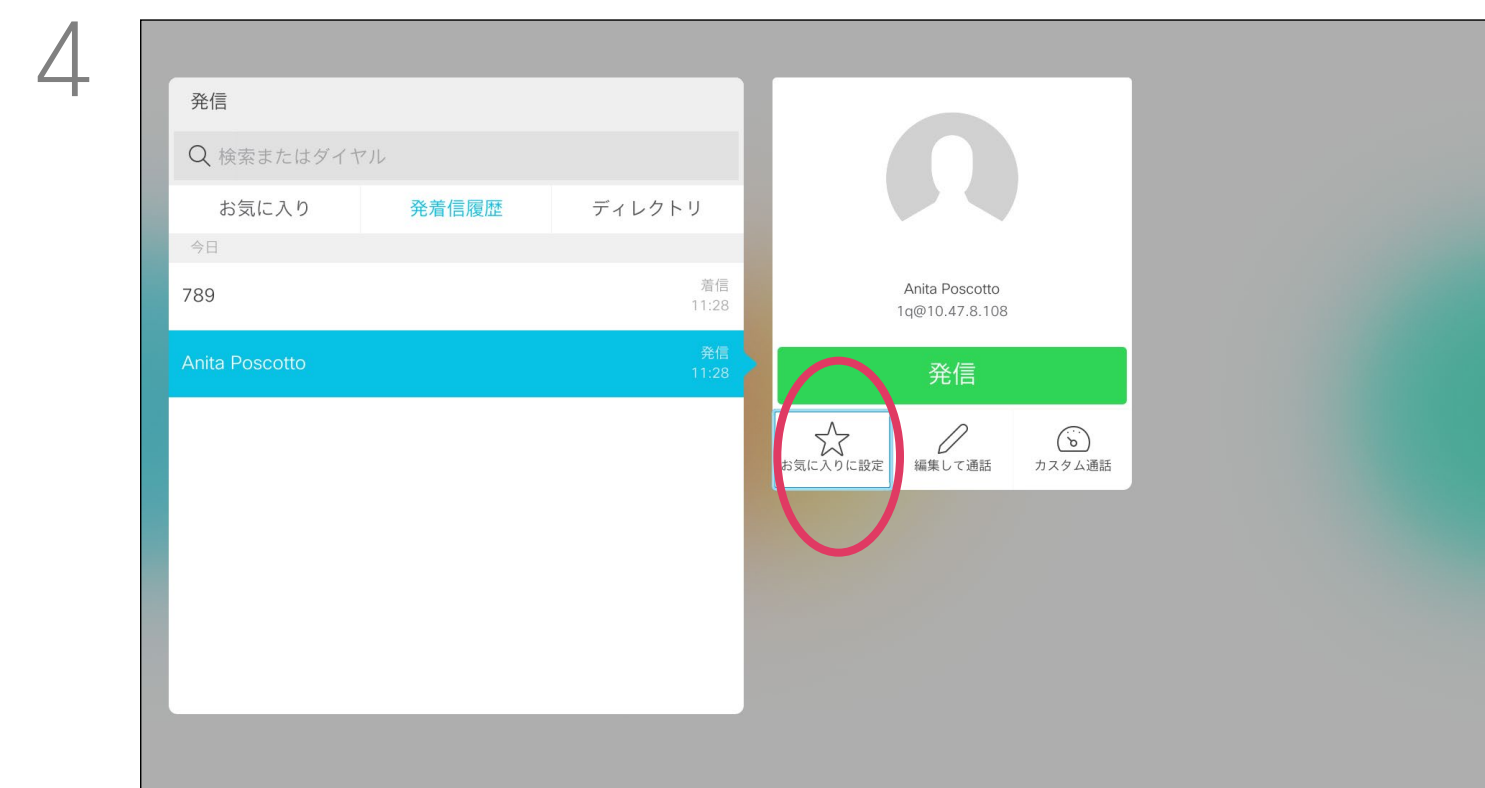 4
発信
検索またはダイヤル
お気に入り 発着信履歴 ディレクトリ
今日
789 着信
11:28
Anita Poscotto 発信
11:28
Anita Poscotto
1q@10.47.8.108
発信
お気に入りに設定 編集して通話 カスタム通話